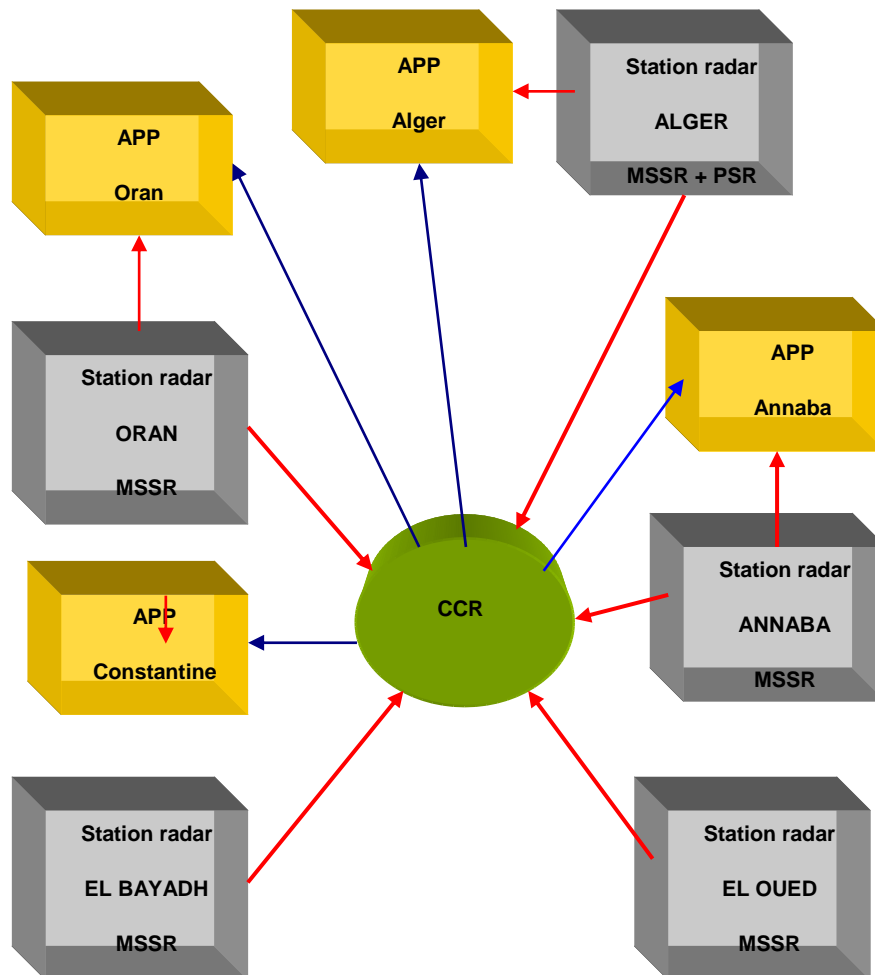 APP
Alger
Station radar
ALGER
MSSR + PSR
APP
Oran
Station radar
ORAN
MSSR
APP
Annaba
Station radar
ANNABA
MSSR
CCR
APP
Constantine
Station radar
EL BAYADH
MSSR
Station radar
EL OUED
MSSR